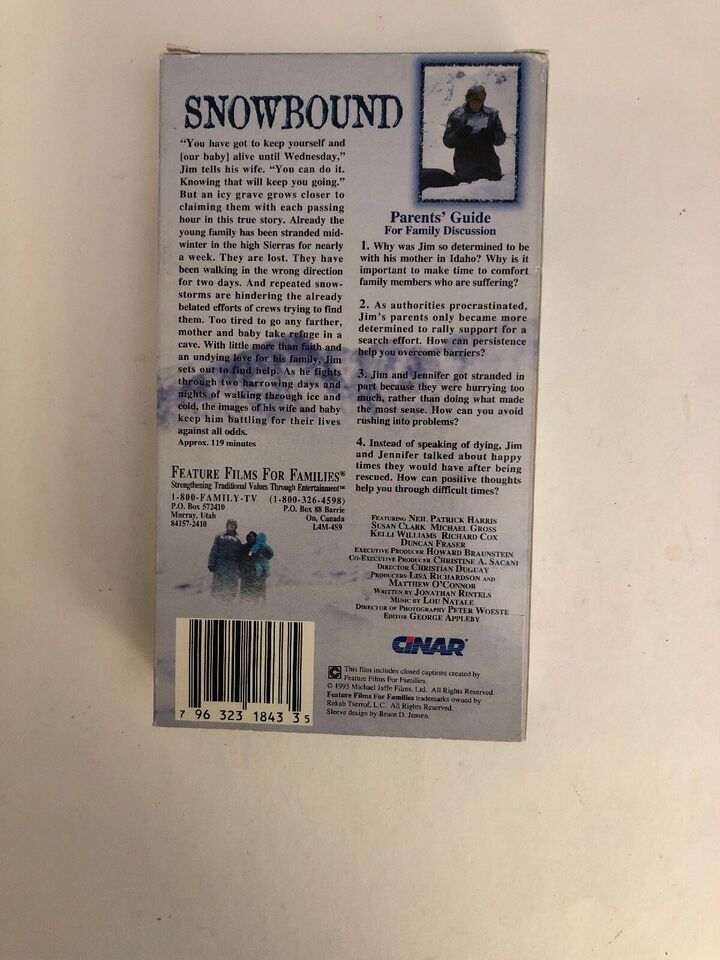 SNOWBOUND
“You have got to keep yourself and
[our baby] alive until Wednesday,”
Jim tells his wife. “You can do it.
Knowing that will keep you going.”
But an icy grave grows closer to
claiming them with each passing
hour in this true story. Already the
young family has been stranded mid-
winter in the high Sierras for nearly
a week. They are lost. They have
been walking in the wrong direction
for two days. And repeated snow-
storms are hindering the already
belated efforts of crews trying to find
them. Too tired to go any farther,
mother and baby take refuge in a
cave. With little more than faith and
an undying love for his family, Jim
sets out to find help. As he fights
through two harrowing days and
nights of walking through ice and
cold, the images of his wife and baby
keep him battling for their lives
against all odds.
Approx. 119 minutes
FEATURE FILMS FOR FAMILIES®
Strengthening Traditional Values Through Entertainment™
1-800-FAMILY-TV (1-800-326-4598)
P.O. Box 572410
Murray, Utah
84157-2410
P.O. Box 88 Barrie
On, Canada
L4M-4S9
7 96 323 1843 3 5
Parents’ Guide
For Family Discussion
1. Why was Jim so determined to be
with his mother in Idaho? Why is it
important to make time to comfort
family members who are suffering?
2. As authorities procrastinated,
Jim’s parents only became more
determined to rally support for a
search effort. How can persistence
help you overcome barriers?
3. Jim and Jennifer got stranded in
part because they were hurrying too
much, rather than doing what made
the most sense. How can you avoid
rushing into problems?
4. Instead of speaking of dying, Jim
and Jennifer talked about happy
times they would have after being
rescued. How can positive thoughts
help you through difficult times?
FEATURING NEIL PATRICK HARRIS
SUSAN CLARK MICHAEL GROSS
KELLI WILLIAMS RICHARD COX
DUNCAN FRASER
EXECUTIVE PRODUCER HOWARD BRAUNSTEIN
CO-EXECUTIVE PRODUCER CHRISTINE A. SACANI
DIRECTOR CHRISTIAN DUGUAY
PRODUCERS LISA RICHARDSON AND
MATTHEW O’CONNOR
WRITTEN BY JONATHAN RINTELS
MUSIC BY LOU NATALE
DIRECTOR OF PHOTOGRAPHY PETER WOESTE
EDITOR GEORGE APPLEBY
CINAR
This film includes closed captions created by
Feature Films For Families.
© 1993 Michael Jaffe Films, Ltd. All Rights Reserved.
Feature Films For Families trademarks owned by
Rekab Tserrof, L.C. All Rights Reserved.
Sleeve design by Bruce D. Jensen.